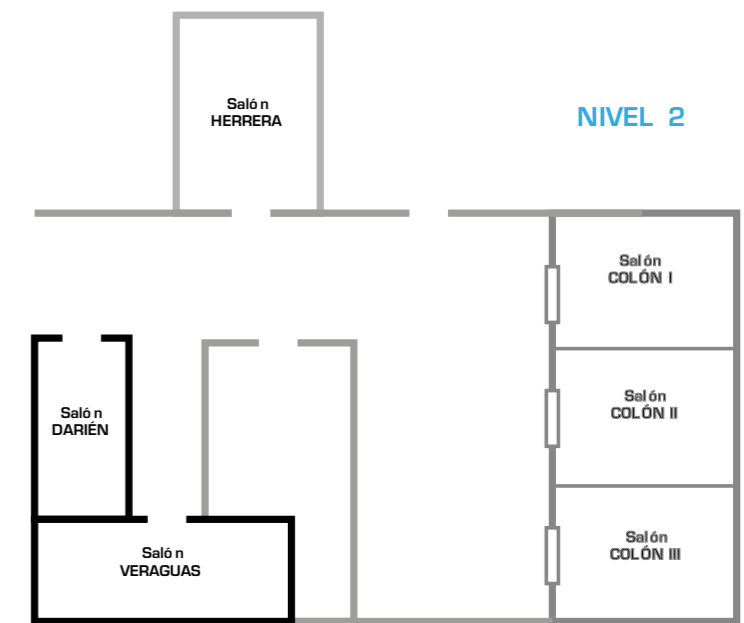 Salón
HERRERA
NIVEL 2
Salón
COLÓN I
Salón
COLÓN II
Salón
DARIÉN
Salón
COLÓN III
Salón
VERAGUAS